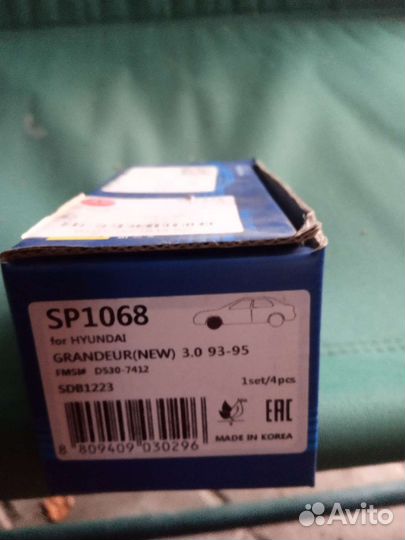 SP1068
for HYUNDAI
GRANDEUR(NEW) 3.0 93-95
FMSI# D530-7412
1set/4pcs
SDB1223
EAC
MADE IN KOREA
8 809409 030296
Avito